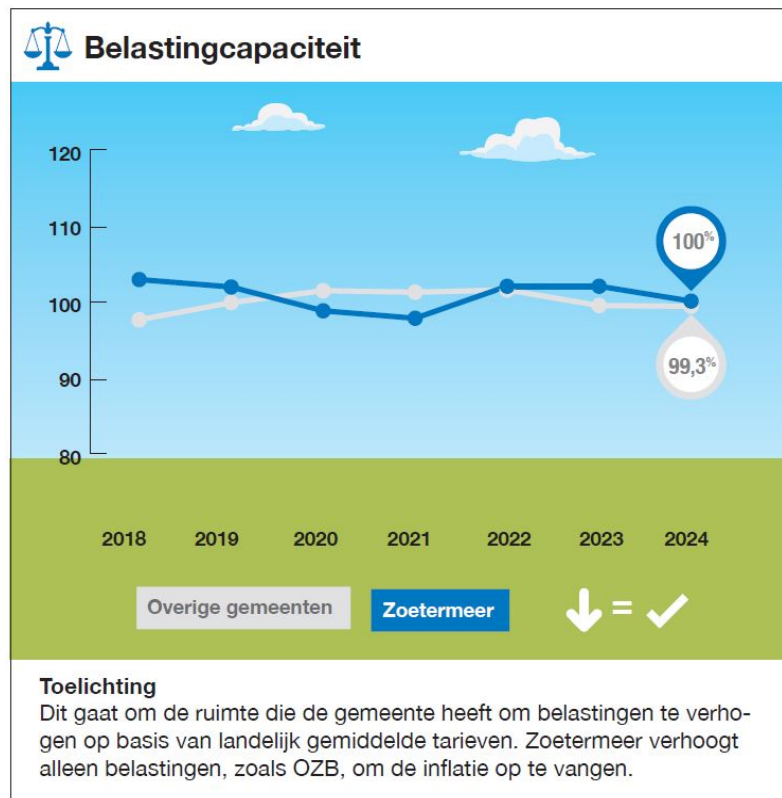 Belastingcapaciteit
120
110
100
90
80
100%
99,3%
2018 2019 2020 2021 2022 2023 2024
Overige gemeenten
Zoetermeer
=
Toelichting
Dit gaat om de ruimte die de gemeente heeft om belastingen te verho-
gen op basis van landelijk gemiddelde tarieven. Zoetermeer verhoogt
alleen belastingen, zoals OZB, om de inflatie op te vangen.